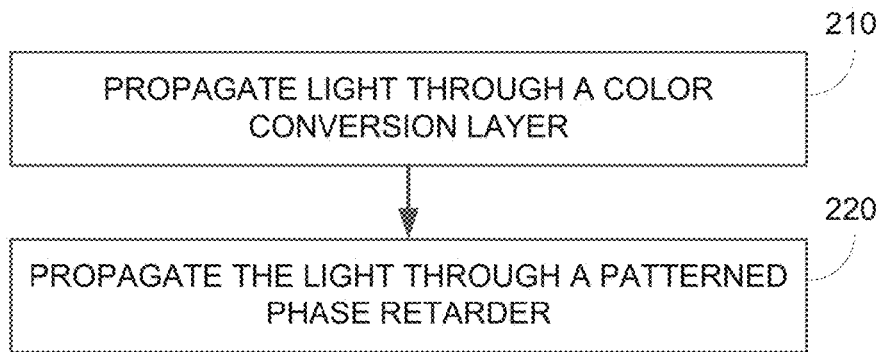 210
PROPAGATE LIGHT THROUGH A COLOR
CONVERSION LAYER
220
PROPAGATE THE LIGHT THROUGH A PATTERNED
PHASE RETARDER